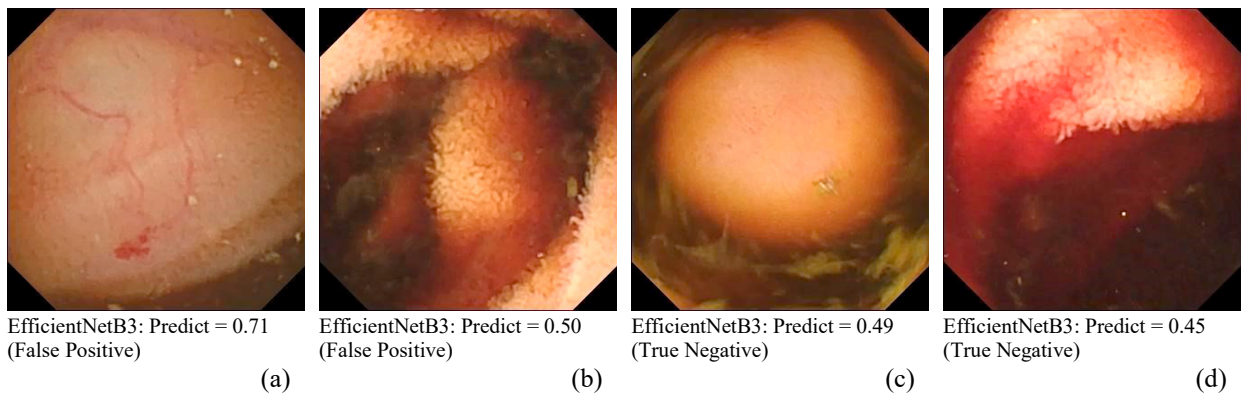 EfficientNetB3: Predict = 0.71
(False Positive)
(a)
EfficientNetB3: Predict = 0.50
(False Positive)
(b)
EfficientNetB3: Predict = 0.49
(True Negative)
(c)
EfficientNetB3: Predict = 0.45
(True Negative)
(d)